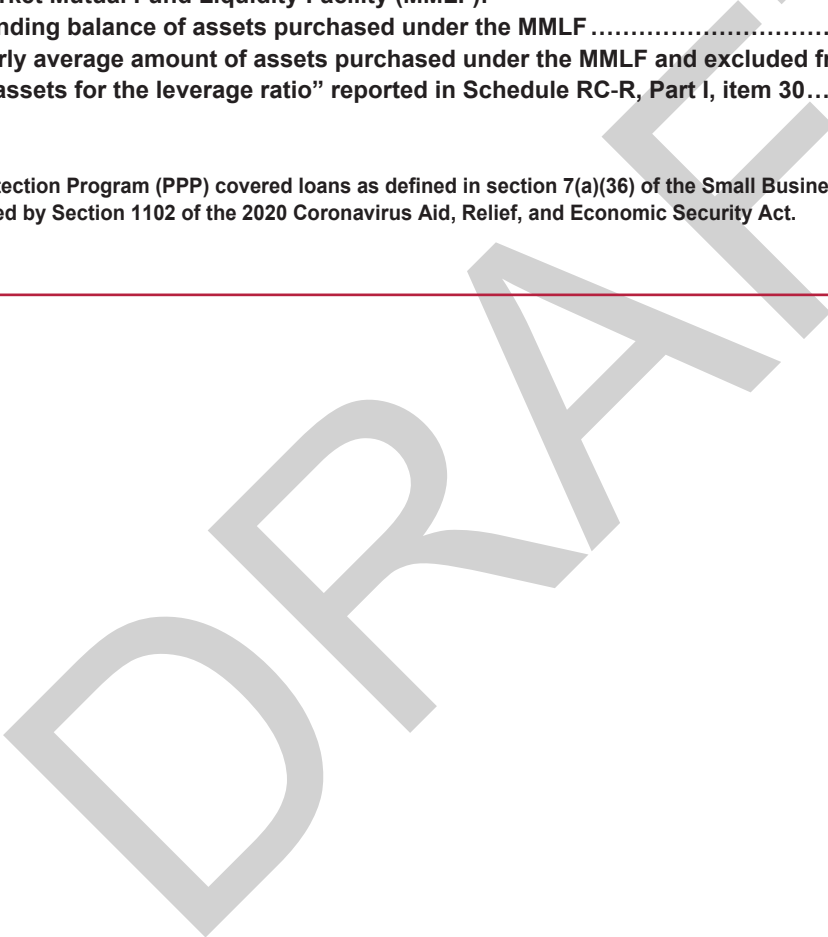 rket Mutual Fund Liquidity Facility (MMLF):
nding balance of assets purchased under the MMLF
rly average amount of assets purchased under the MMLF and excluded fr
assets for the leverage ratio” reported in Schedule RC-R, Part I, item 30
tection Program (PPP) covered loans as defined in section 7(a)(36) of the Small Busine
ed by Section 1102 of the 2020 Coronavirus Aid, Relief, and Economic Security Act.
DRAF